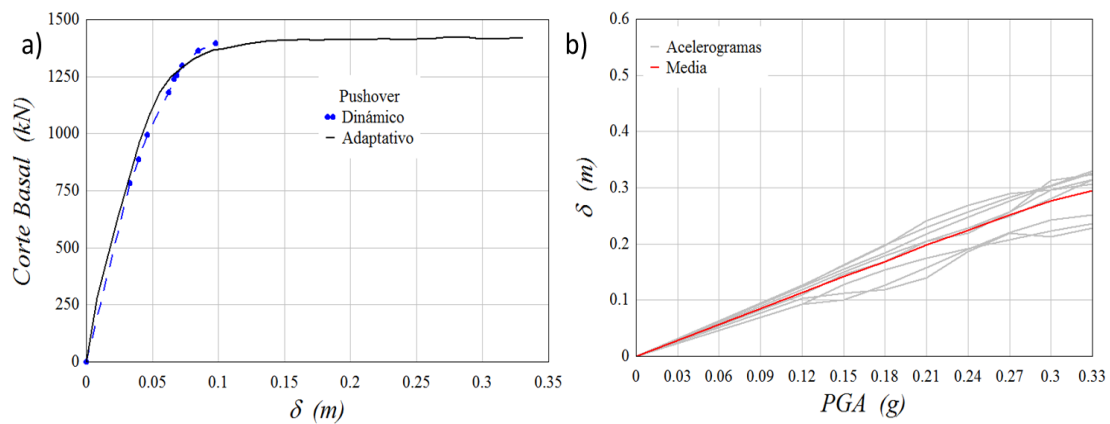 a)
Corte Basal (kN)
1500
1250
1000
750
500
250
0
Pushover
Dinámico
Adaptativo
0 0.05 0.1 0.15 0.2 0.25 0.3 0.35
δ (m)
b)
δ (m)
0.6
0.5
0.4
0.3
0.2
0.1
0
Acelerogramas
Media
0 0.03 0.06 0.09 0.12 0.15 0.18 0.21 0.24 0.27 0.3 0.33
PGA (g)